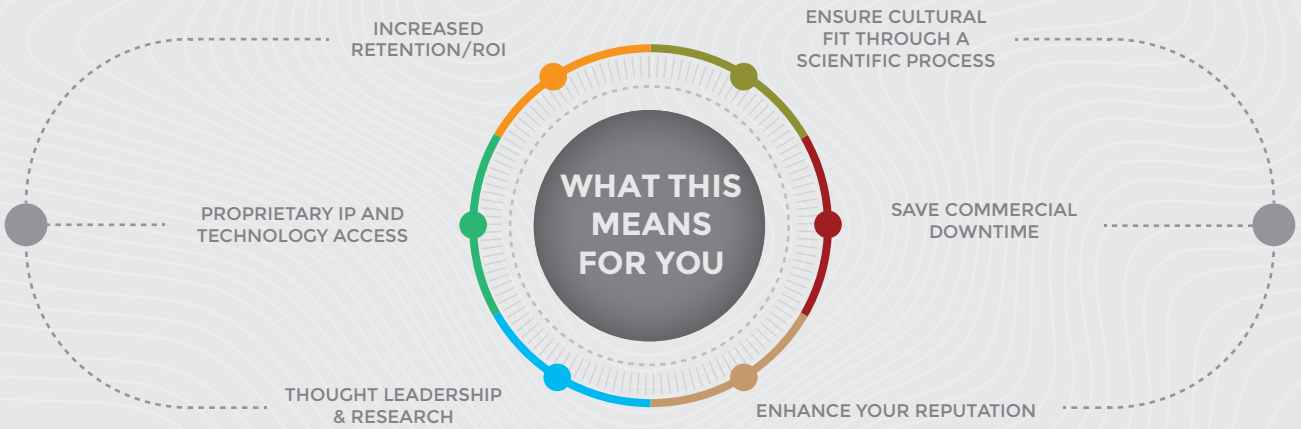 INCREASED
RETENTION/ROI
ENSURE CULTURAL
FIT THROUGH A
SCIENTIFIC PROCESS
PROPRIETARY IP AND
TECHNOLOGY ACCESS
WHAT THIS
MEANS
FOR YOU
SAVE COMMERCIAL
DOWNTIME
THOUGHT LEADERSHIP
& RESEARCH
ENHANCE YOUR REPUTATION